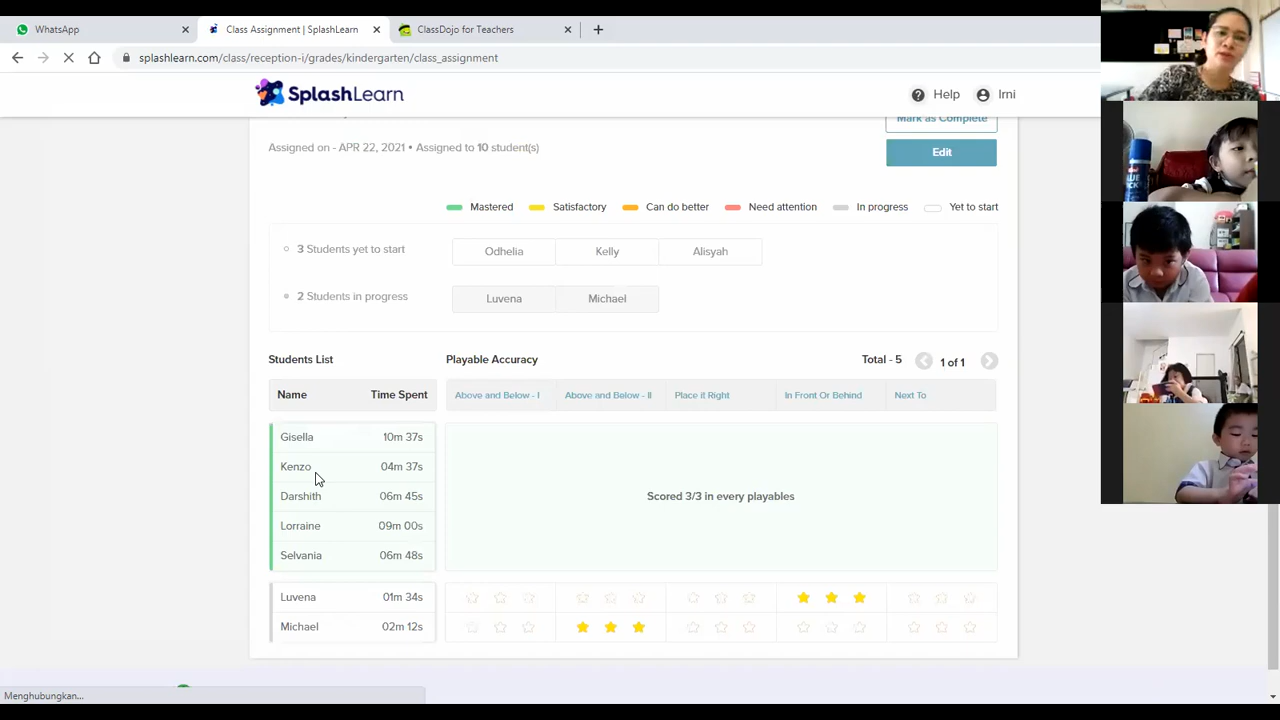 WhatsApp
Class Assignment | SplashLearn
ClassDojo for Teachers
splashlearn.com/class/reception-i/grades/kindergarten/class_assignment
SplashLearn
Help
Irni
Mark as Complete
Assigned on - APR 22, 2021 • Assigned to 10 student(s)
Edit
Mastered Satisfactory Can do better Need attention In progress Yet to start
3 Students yet to start Odhelia Kelly Alisyah
2 Students in progress Luvena Michael
Students List Playable Accuracy Total - 5 1 of 1
Name Time Spent Above and Below - I Above and Below - II Place it Right In Front Or Behind Next To
Gisella 10m 37s
Kenzo 04m 37s
Darshith 06m 45s
Scored 3/3 in every playables
Lorraine 09m 00s
Selvania 06m 48s
Luvena 01m 34s
Michael 02m 12s
Menghubungkan...